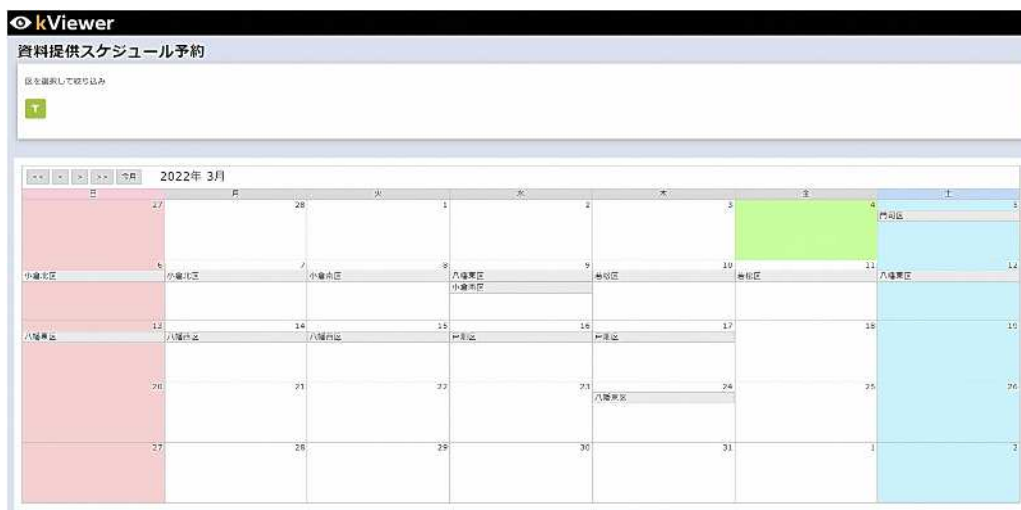 kViewer
資料提供スケジュール予約
区を選択して絞り込み
<< < > >> 今月 2022年 3月
日 月 火 水 木 金 土
27 28 1 2 3 4 5
門司区
6 7 8 9 10 11 12
小倉北区 小倉北区 小倉南区 八幡東区 若松区 若松区 八幡東区
小倉南区
13 14 15 16 17 18 19
八幡東区 八幡西区 八幡西区 戸畑区 戸畑区
20 21 22 23 24 25 26
八幡東区
27 28 29 30 31 1 2